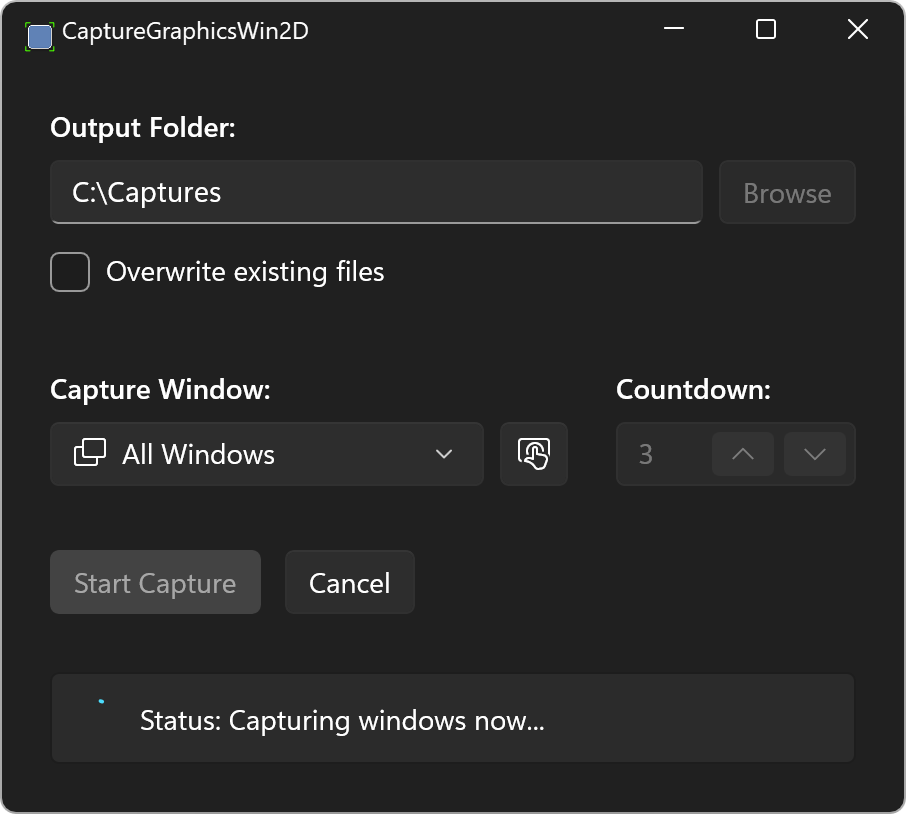 CaptureGraphicsWin2D
Output Folder:
C:\Captures
Browse
Overwrite existing files
Capture Window:
Countdown:
All Windows
3
Start Capture
Cancel
Status: Capturing windows now...